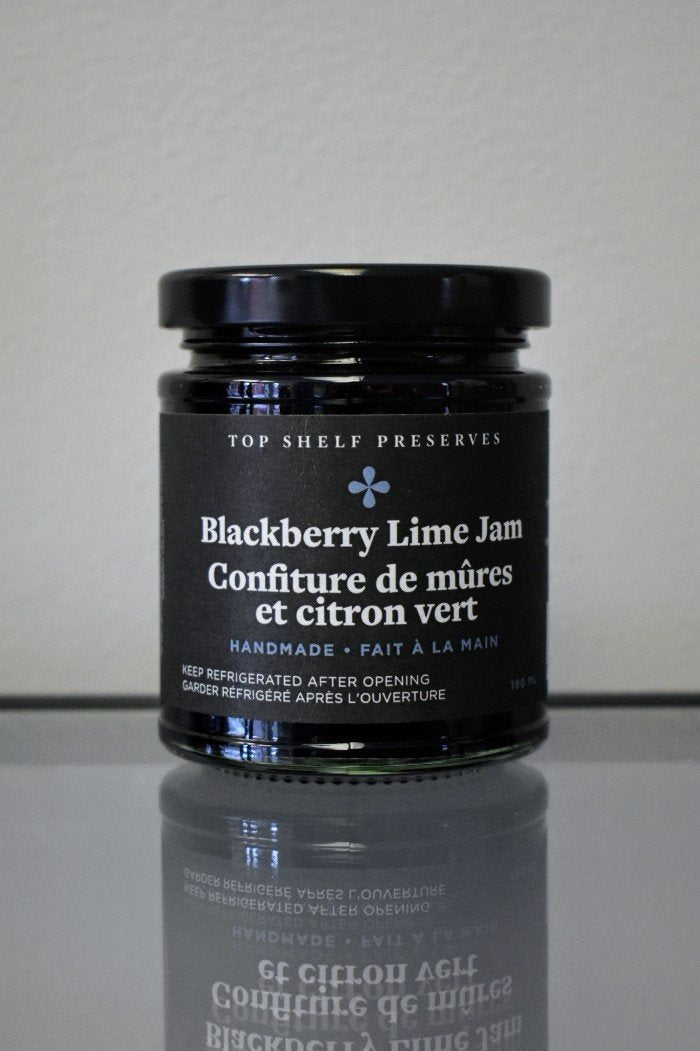 TOP SHELF PRESERVES
Blackberry Lime Jam
Confiture de mûres
et citron vert
HANDMADE • FAIT À LA MAIN
KEEP REFRIGERATED AFTER OPENING
GARDER RÉFRIGÉRÉ APRÈS L'OUVERTURE
190 ML